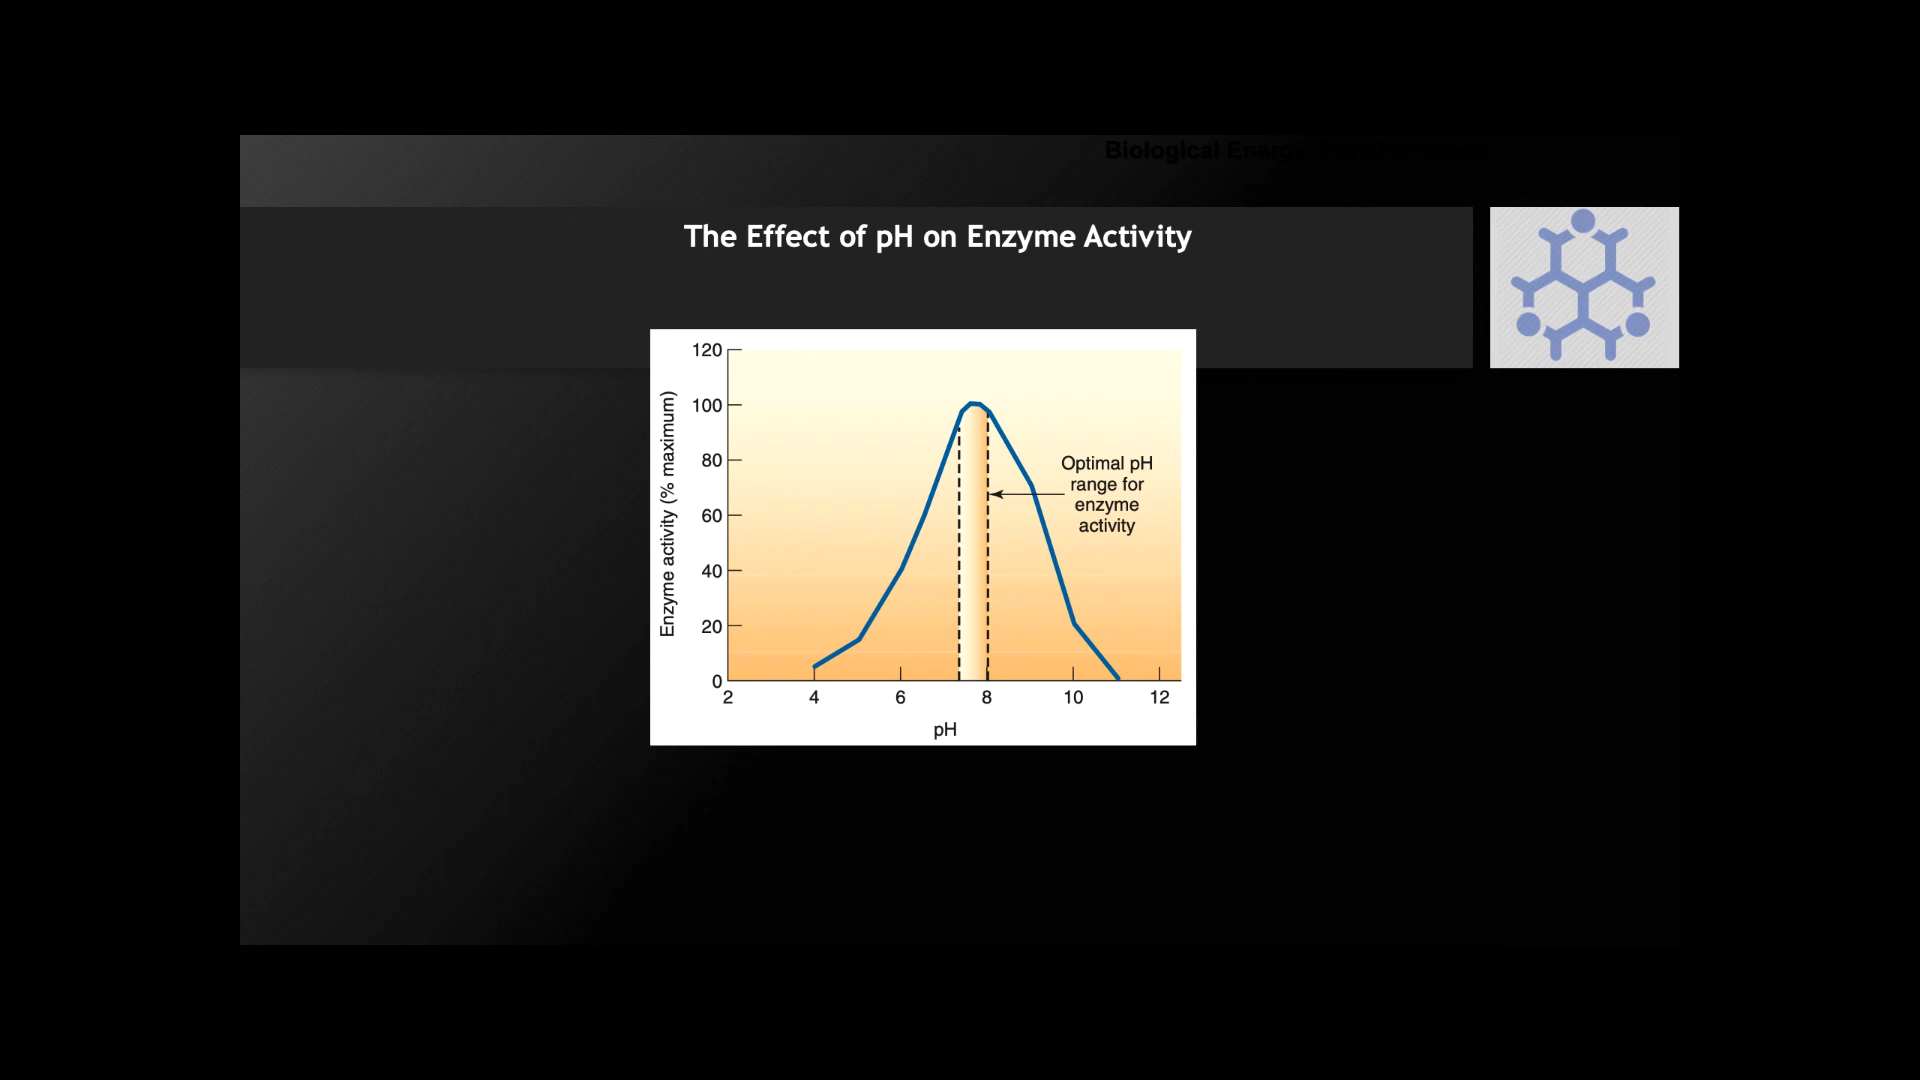 Biological Energy
The Effect of pH on Enzyme Activity
120
100
80
60
40
20
0
Enzyme activity (% maximum)
Optimal pH
range for
enzyme
activity
2 4 6 8 10 12
pH